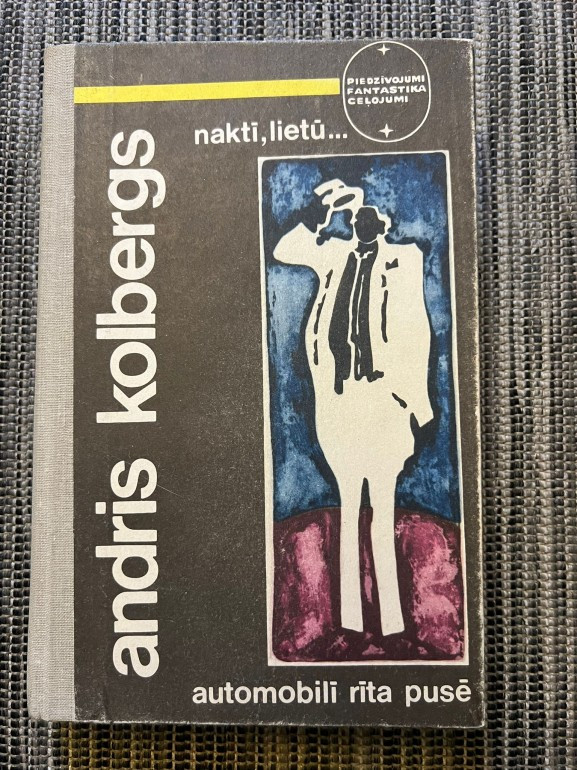 PIEDZĪVOJUMI
FANTASTIKA
CEĻOJUMI
naktī, lietū...
andris kolbergs
automobilī rīta pusē